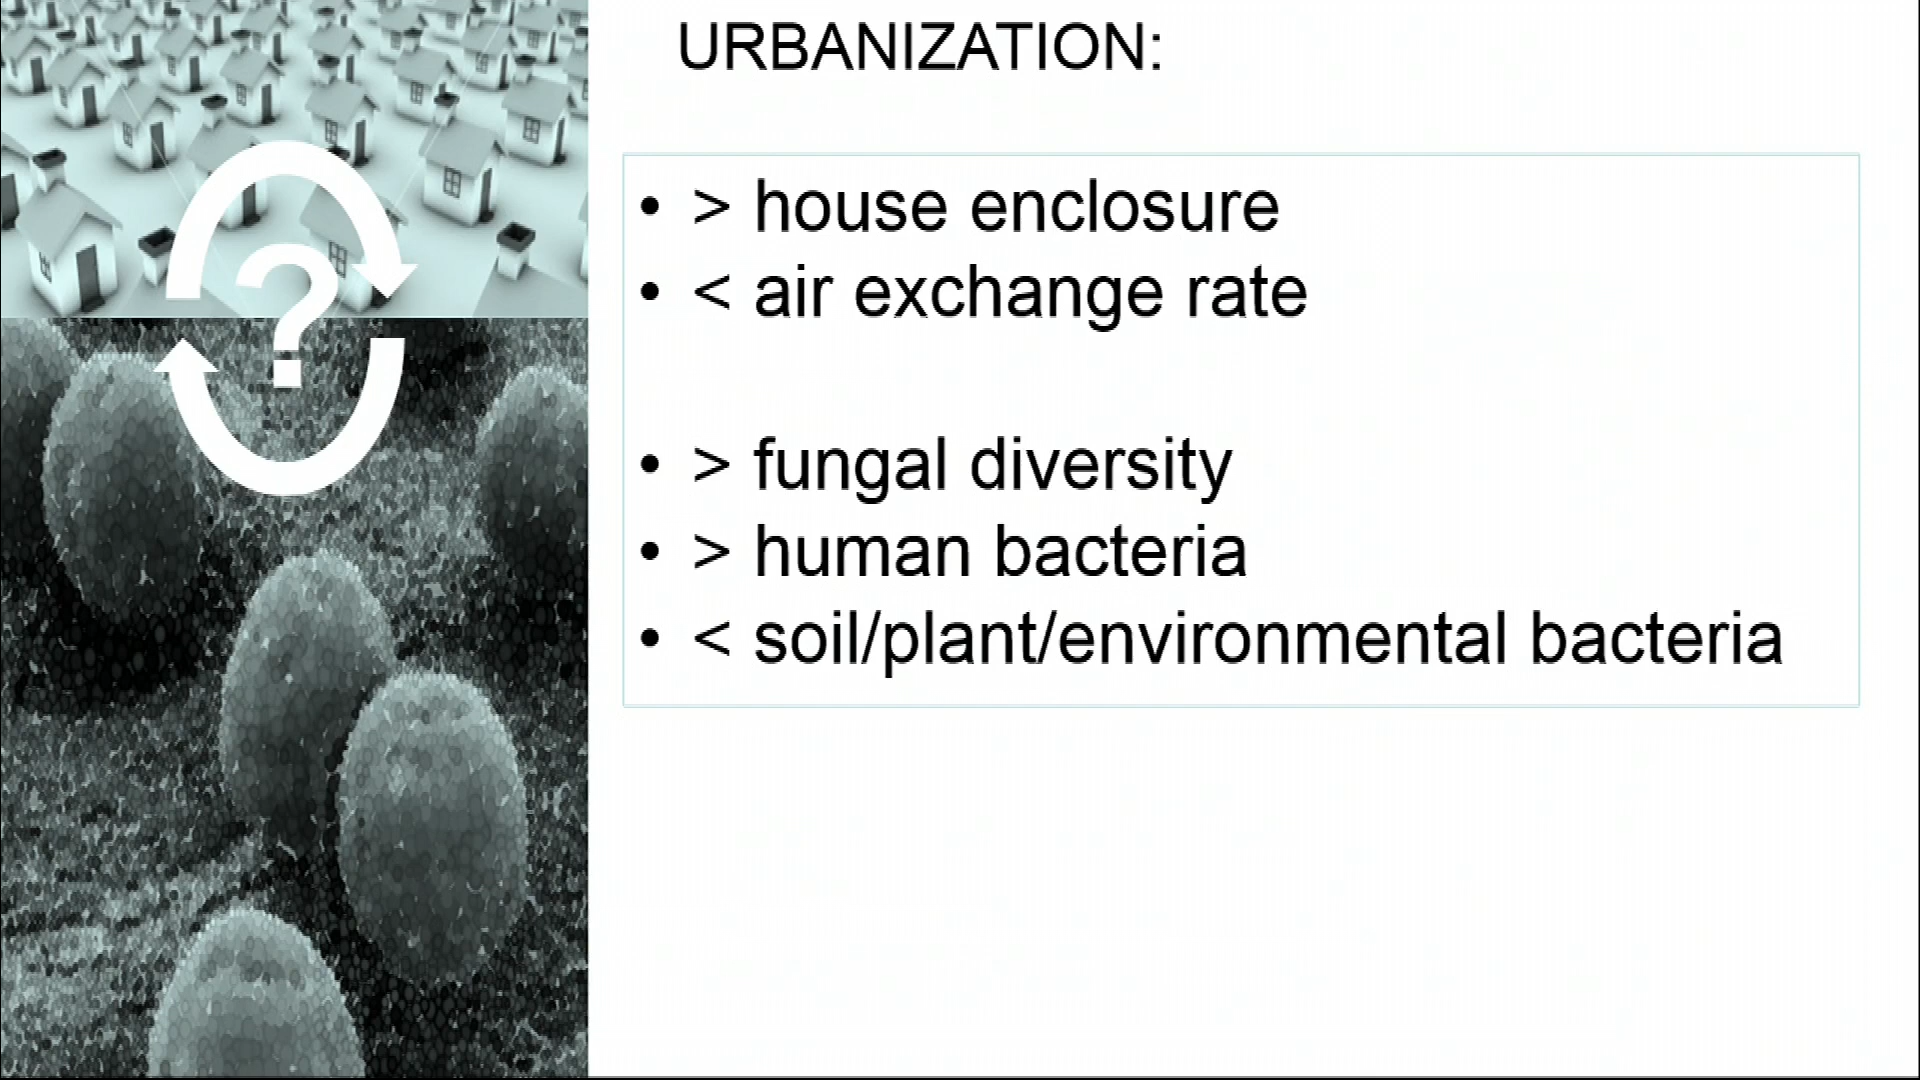 URBANIZATION:
• > house enclosure
• < air exchange rate
• > fungal diversity
• > human bacteria
• < soil/plant/environmental bacteria
?